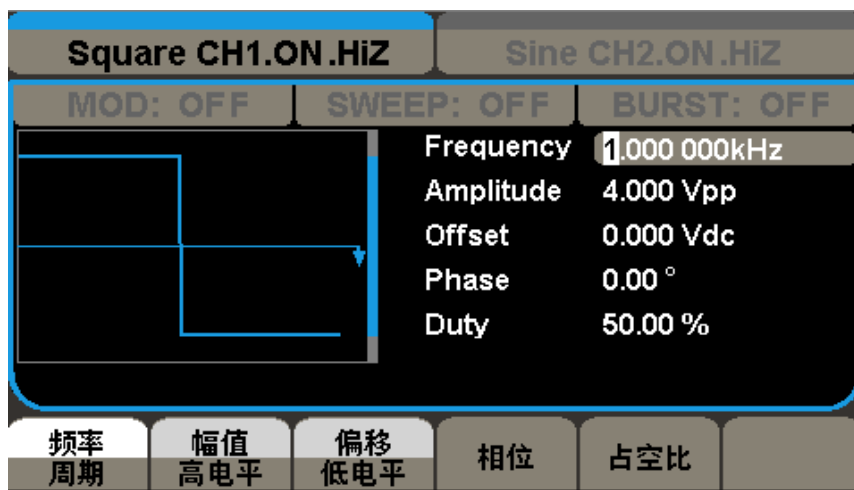 Square CH1.ON.HiZ
Sine CH2.ON.HiZ
MOD: OFF
SWEEP: OFF
BURST: OFF
Frequency 1.000 000kHz
Amplitude 4.000 Vpp
Offset 0.000 Vdc
Phase 0.00 °
Duty 50.00 %
频率 幅值 偏移 相位 占空比
周期 高电平 低电平